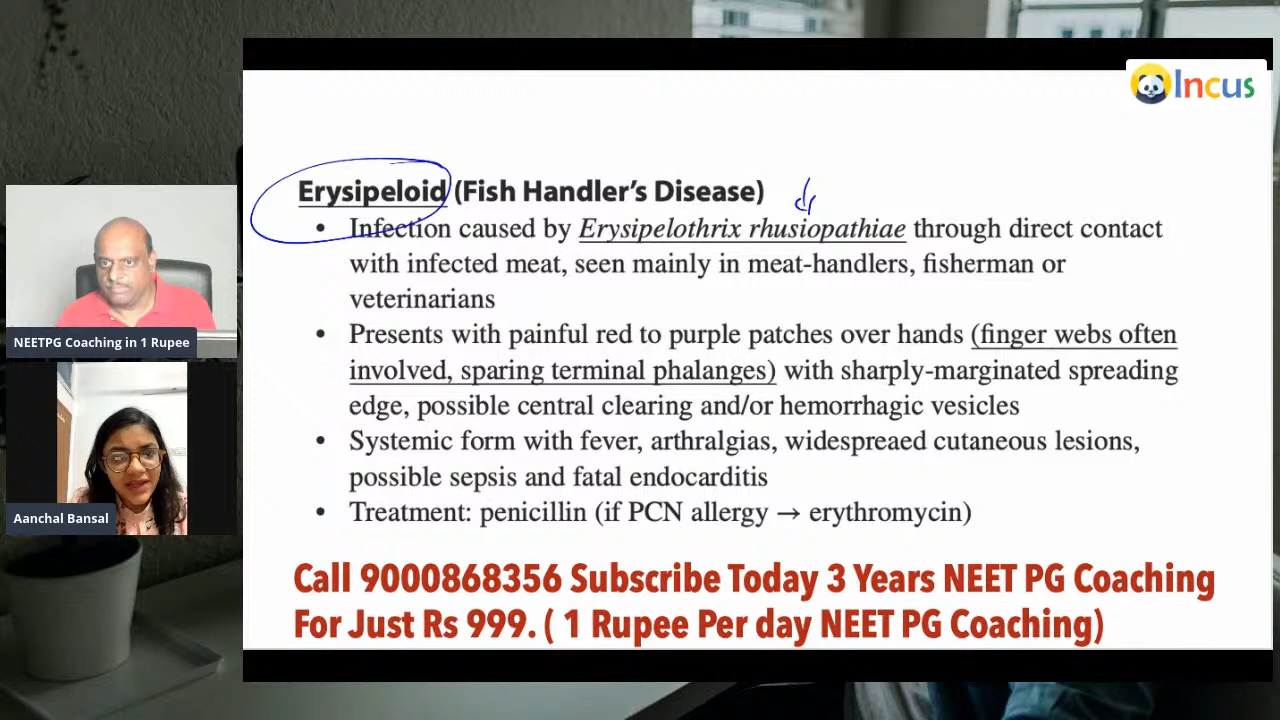 Incus
Erysipeloid (Fish Handler's Disease)
• Infection caused by Erysipelothrix rhusiopathiae through direct contact
with infected meat, seen mainly in meat-handlers, fisherman or
veterinarians
• Presents with painful red to purple patches over hands (finger webs often
involved, sparing terminal phalanges) with sharply-marginated spreading
edge, possible central clearing and/or hemorrhagic vesicles
• Systemic form with fever, arthralgias, widespreaed cutaneous lesions,
possible sepsis and fatal endocarditis
• Treatment: penicillin (if PCN allergy → erythromycin)
Call 9000868356 Subscribe Today 3 Years NEET PG Coaching
For Just Rs 999. ( 1 Rupee Per day NEET PG Coaching)
NEETPG Coaching in 1 Rupee
Aanchal Bansal